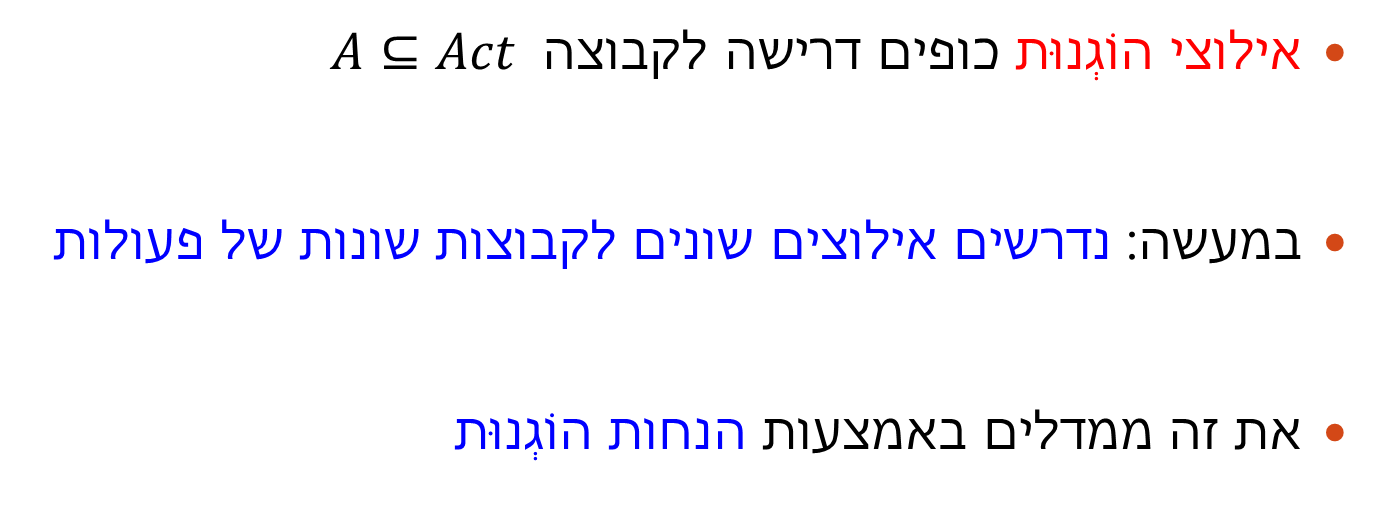 • אילוצי הוֹגְנוּת כופים דרישה לקבוצה A ⊆ Act
• במעשה: נדרשים אילוצים שונים לקבוצות שונות של פעולות
• את זה ממדלים באמצעות הנחות הוֹגְנוּת